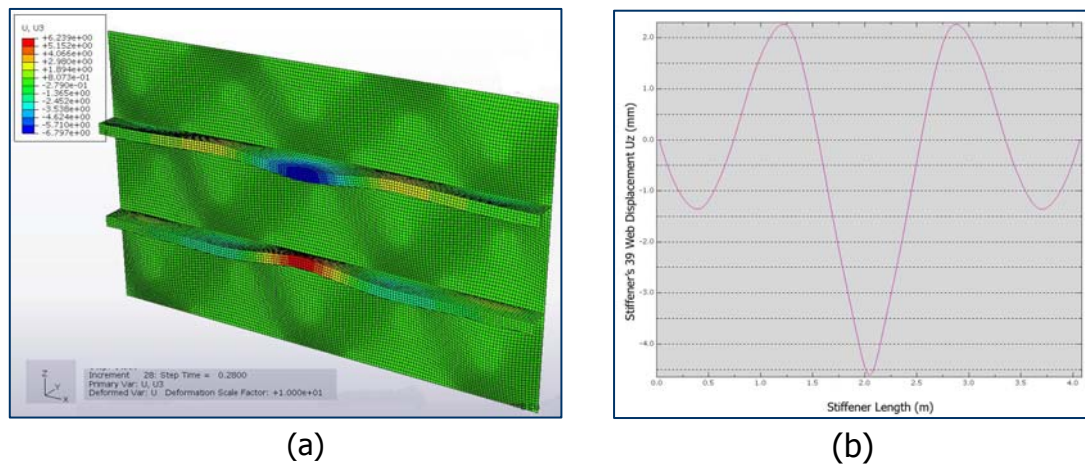 U, U3
+6.239e+00
+5.152e+00
+4.066e+00
+2.980e+00
+1.894e+00
+8.073e-01
-2.790e-01
-1.365e+00
-2.452e+00
-3.538e+00
-4.624e+00
-5.710e+00
-6.797e+00
Z
Y
X
Increment 28: Step Time = 0.2800
Primary Var: U, U3
Deformed Var: U Deformation Scale Factor: +1.000e+01
(a)
Stiffener's 39 Web Displacement Uz (mm)
2.0
1.0
0.0
-1.0
-2.0
-3.0
-4.0
0.0 0.5 1.0 1.5 2.0 2.5 3.0 3.5 4.0
Stiffener Length (m)
(b)